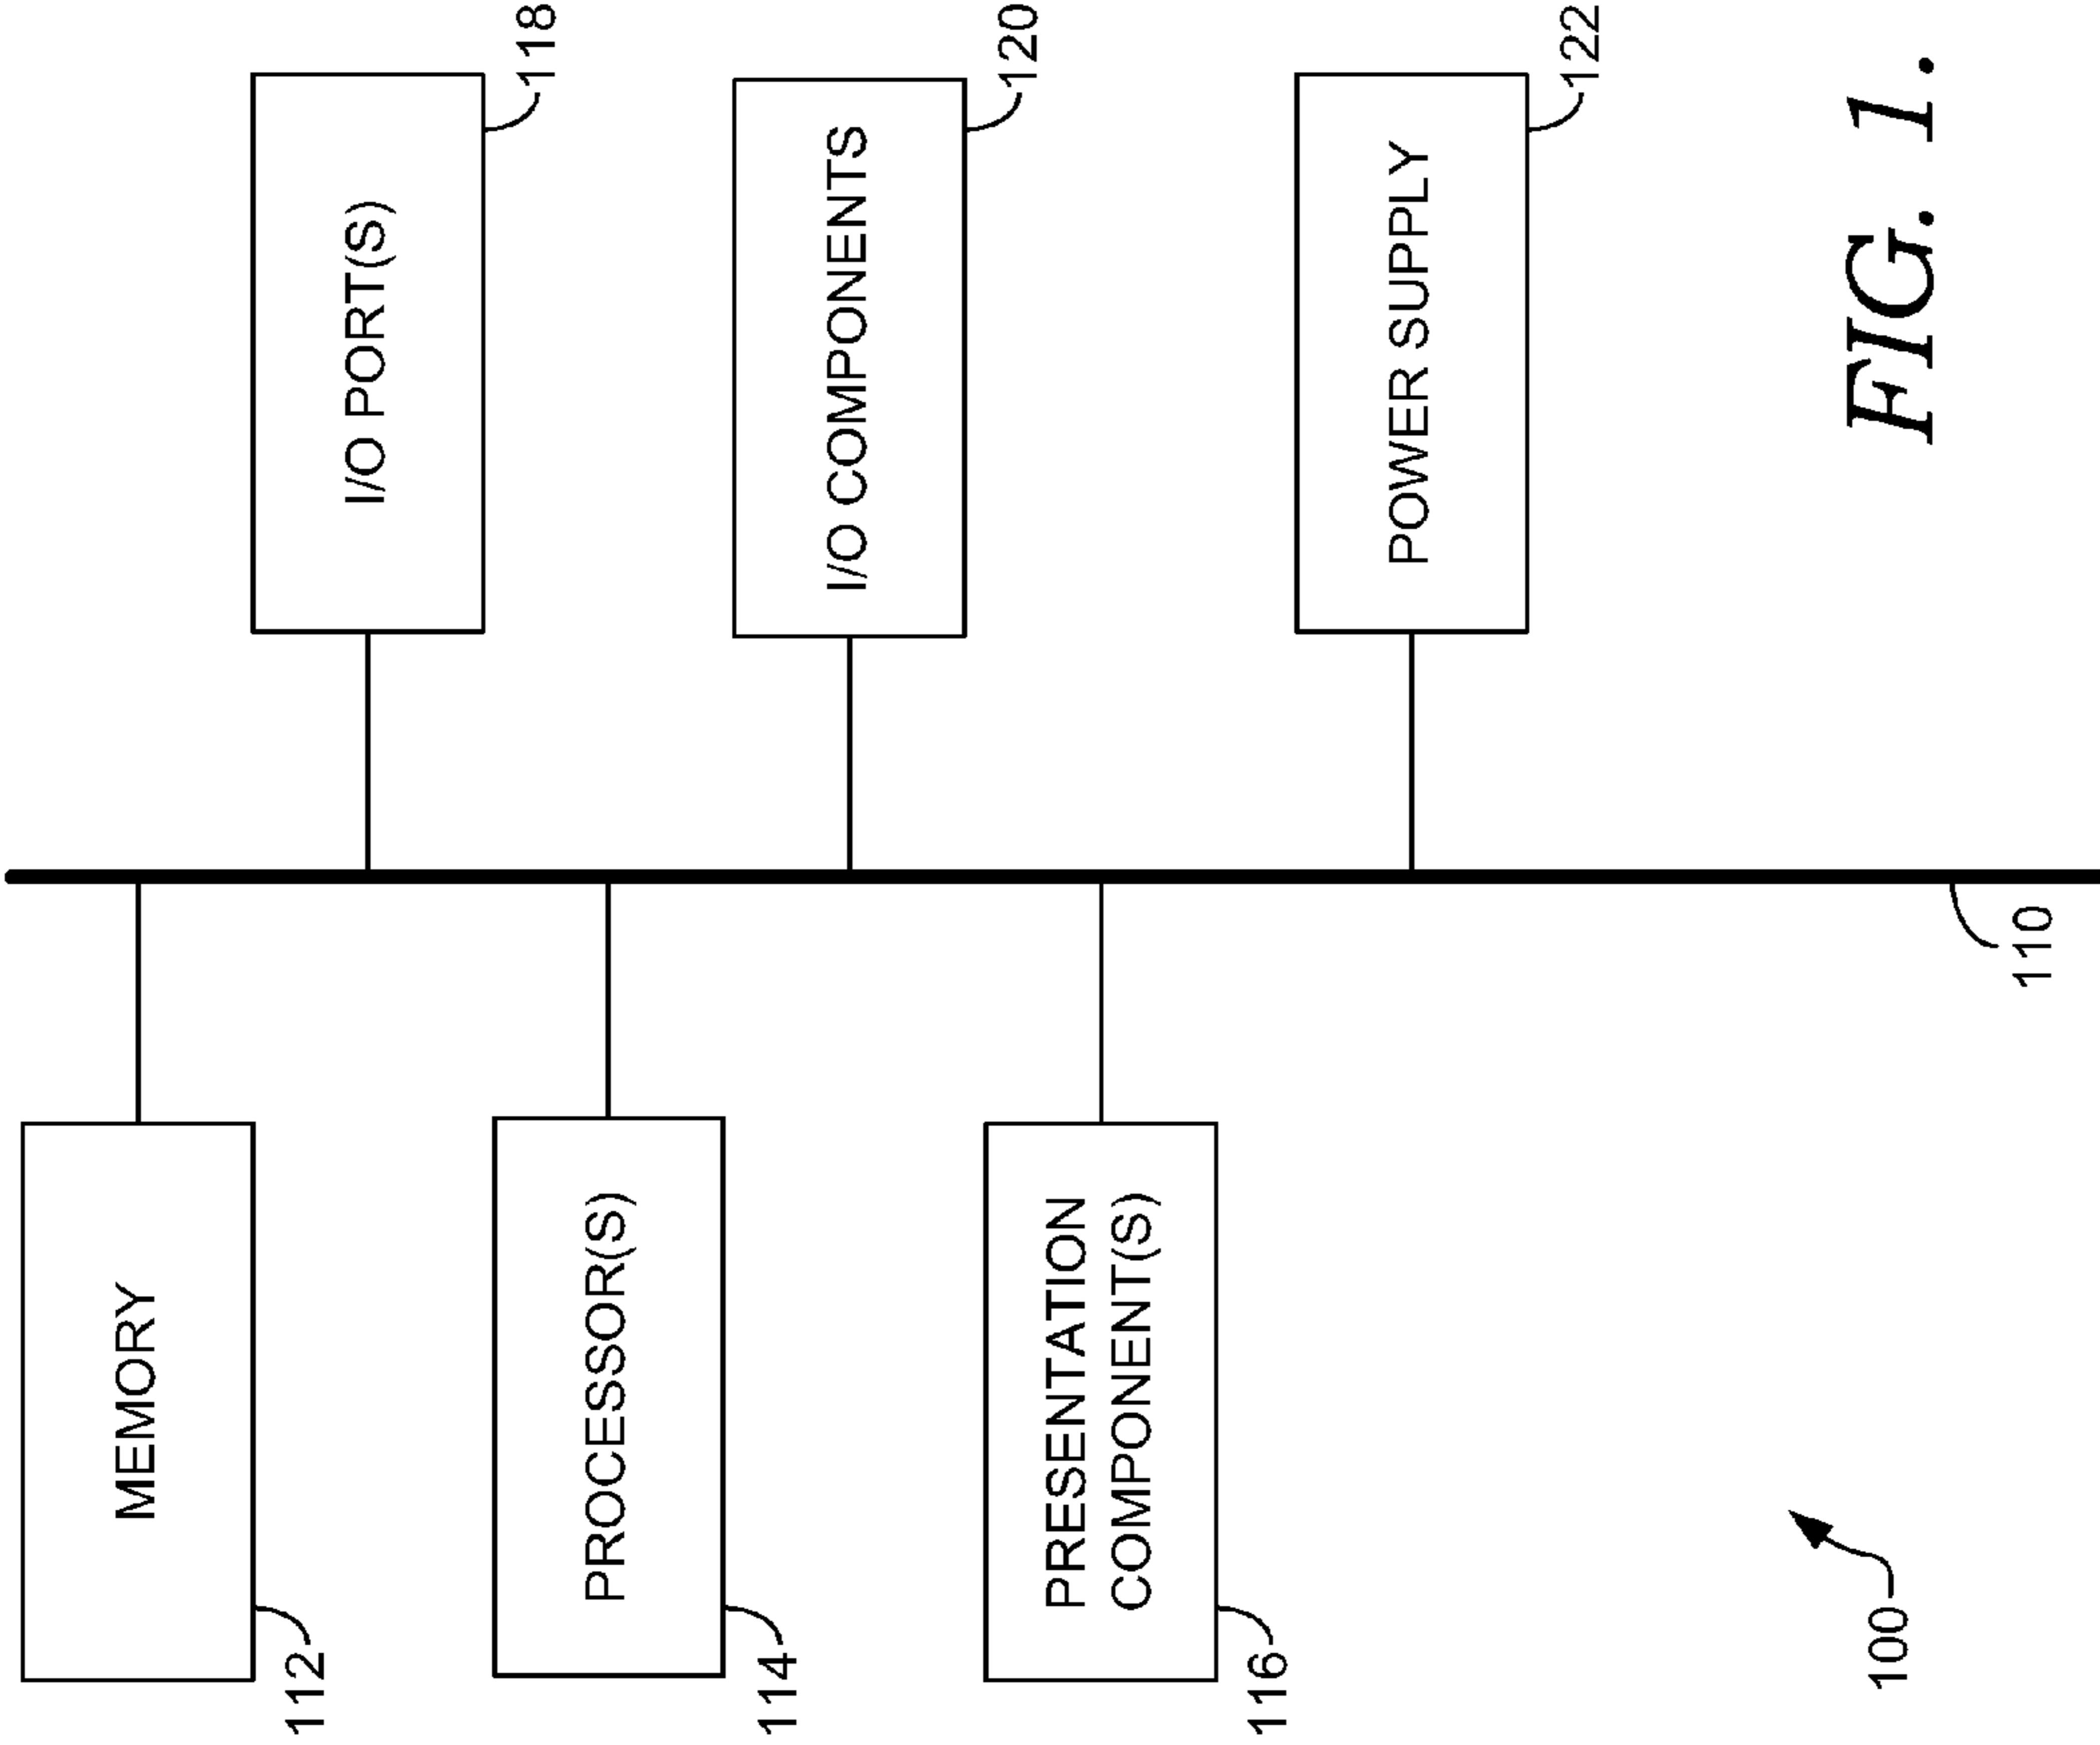 MEMORY
112
PROCESSOR(S)
114
PRESENTATION
COMPONENT(S)
116
100
I/O PORT(S)
118
I/O COMPONENTS
120
POWER SUPPLY
122
110
FIG. 1.